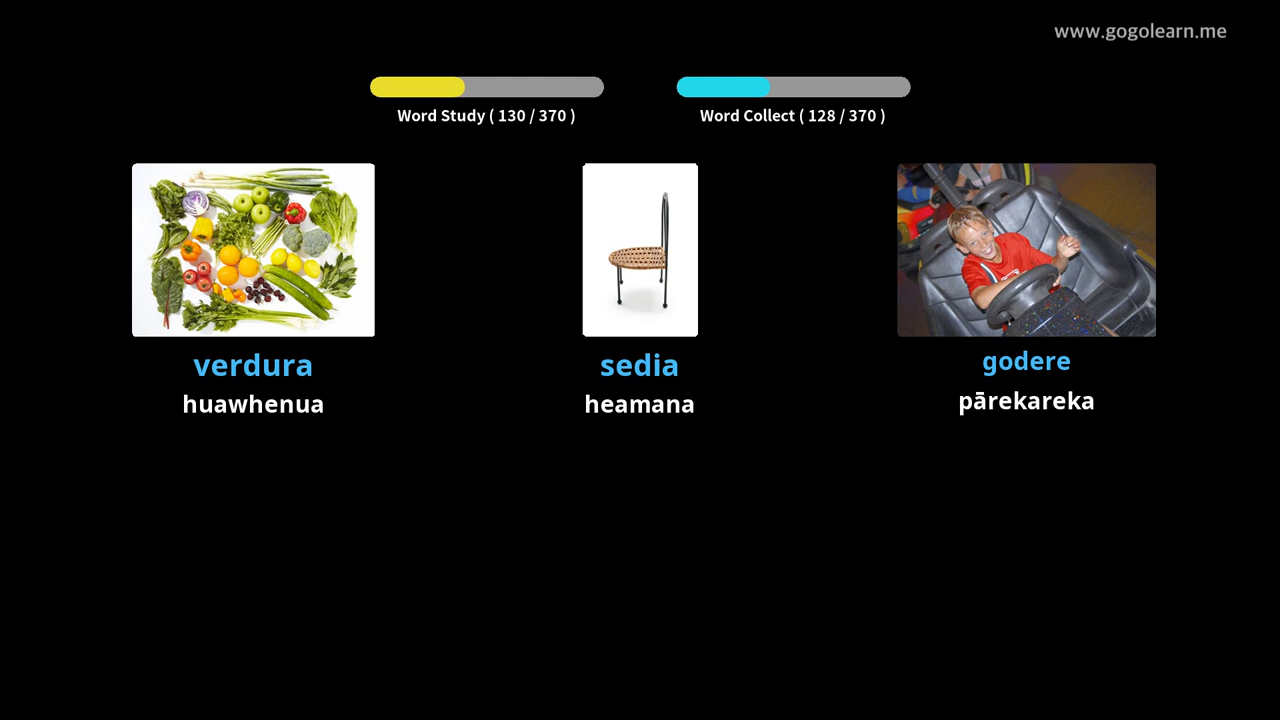 www.gogolearn.me
Word Study ( 130 / 370 )
Word Collect ( 128 / 370 )
verdura
huawhenua
sedia
heamana
godere
pārekareka